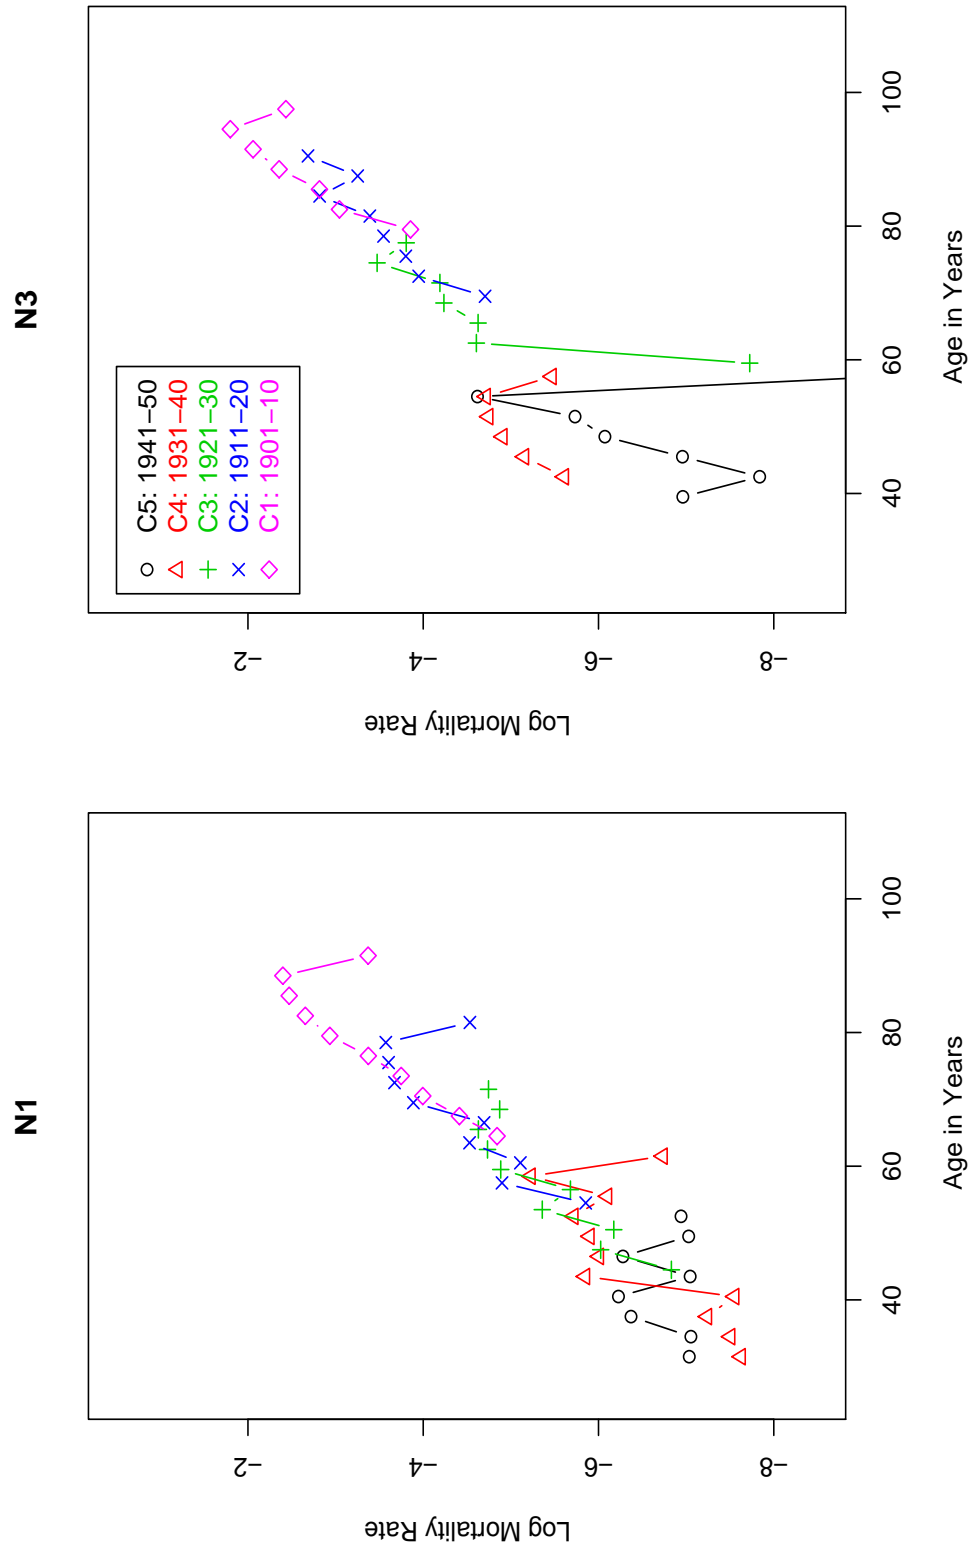 N1
Log Mortality Rate
−2
−4
−6
−8
40
60
80
100
Age in Years
N3
Log Mortality Rate
−2
−4
−6
−8
40
60
80
100
Age in Years
C5: 1941−50
C4: 1931−40
C3: 1921−30
C2: 1911−20
C1: 1901−10